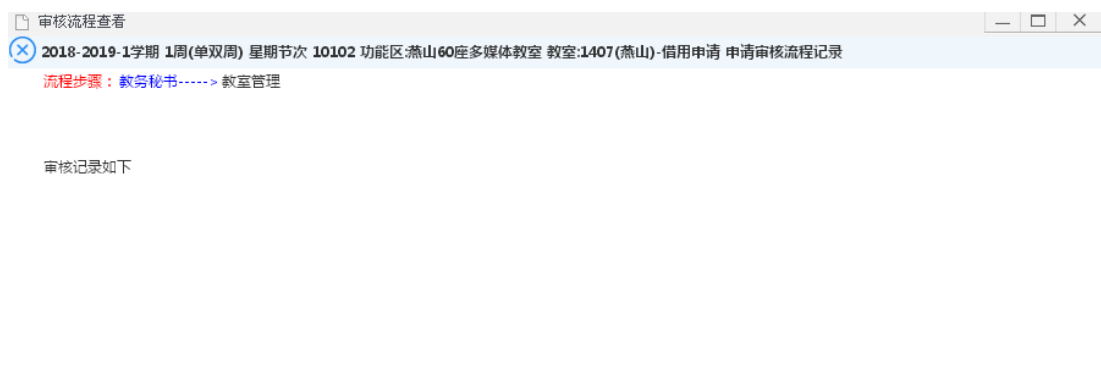 审核流程查看
2018-2019-1学期 1周(单双周) 星期节次 10102 功能区:燕山60座多媒体教室 教室:1407(燕山)-借用申请 申请审核流程记录
流程步骤： 教务秘书-----> 教室管理
审核记录如下